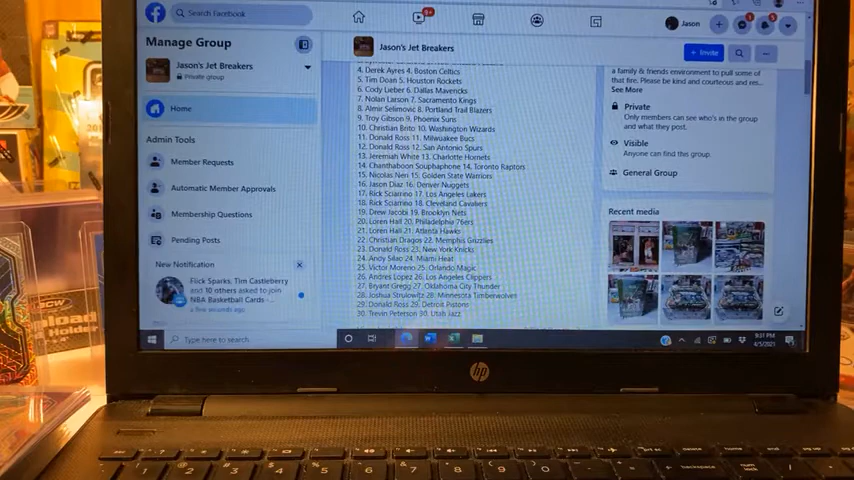 Search Facebook
9+
Jason
Manage Group
Jason's Jet Breakers
Private group
Home
Admin Tools
Member Requests
Automatic Member Approvals
Membership Questions
Pending Posts
New Notification
Flick Sparks, Tim Castleberry
and 10 others asked to join
NBA Basketball Cards -
a few seconds ago
Jason's Jet Breakers
+ Invite
4. Derek Ayres 4. Boston Celtics
5. Tim Doan 5. Houston Rockets
6. Cody Lieber 6. Dallas Mavericks
7. Nolan Larson 7. Sacramento Kings
8. Almir Selimovic 8. Portland Trail Blazers
9. Troy Gibson 9. Phoenix Suns
10. Christian Brito 10. Washington Wizards
11. Donald Ross 11. Milwaukee Bucs
12. Donald Ross 12. San Antonio Spurs
13. Jeremiah White 13. Charlotte Hornets
14. Chanthaboon Souphaphone 14. Toronto Raptors
15. Nicolas Neri 15. Golden State Warriors
16. Jason Diaz 16. Denver Nuggets
17. Rick Sciarrino 17. Los Angeles Lakers
18. Rick Sciarrino 18. Cleveland Cavaliers
19. Drew Jacobi 19. Brooklyn Nets
20. Loren Hall 20. Philadelphia 76ers
21. Loren Hall 21. Atlanta Hawks
22. Christian Dragos 22. Memphis Grizzlies
23. Donald Ross 23. New York Knicks
24. Andy Silao 24. Miami Heat
25. Victor Moreno 25. Orlando Magic
26. Andres Lopez 26. Los Angeles Clippers
27. Bryant Gregg 27. Oklahoma City Thunder
28. Joshua Strulowitz 28. Minnesota Timberwolves
29. Donald Ross 29. Detroit Pistons
30. Trevin Peterson 30. Utah Jazz
a family & friends environment to pull some of
that fire. Please be kind and courteous and res...
See More
Private
Only members can see who's in the group
and what they post.
Visible
Anyone can find this group.
General Group
Recent media
Type here to search
9:31 PM
4/5/2021
hp